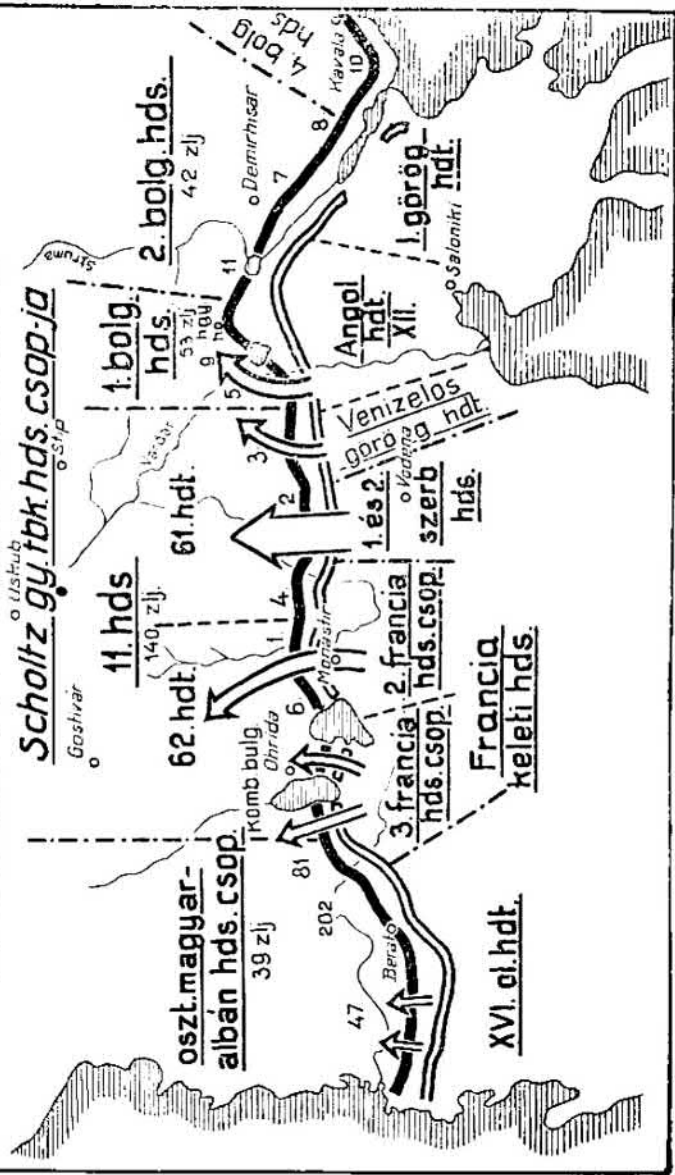 Scholtz gy. tbk. hds. csop-ja
Üsküb
Stip
Goshvár
11. hds
140 zlj.
62. hdt.
61. hdt.
1. bolg.
hds.
53 zlj
9 hgy
ho.
2. bolg. hds.
42 zlj
4. bolg
hds
Struma
Vardar
Demirhisar
Kavala
oszt. magyar-
albán hds. csop.
39 zlj
Komb. bulg
Ohrida
Monastir
47
202
81
6
1
4
2
3
5
11
7
8
10
Berat
XVI. ol. hdt.
3 francia
hds. csop.
2. francia
hds. csop.
Francia
keleti hds.
1. és 2.
szerb
hds.
Vodena
Venizelos
görög hdt.
Angol
hdt.
XII.
Saloniki
I. görög
hdt.